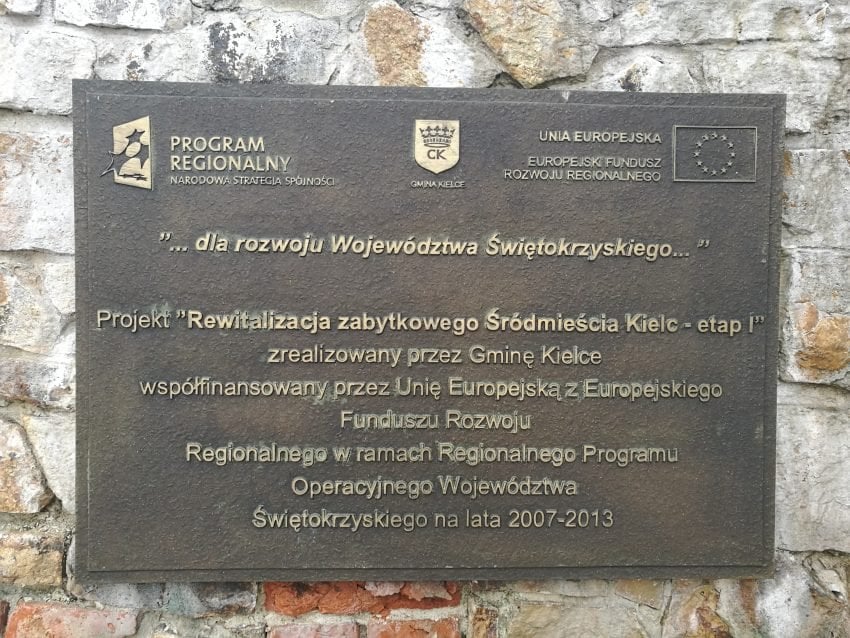 PROGRAM
REGIONALNY
NARODOWA STRATEGIA SPÓJNOŚCI
CK
GMINA KIELCE
UNIA EUROPEJSKA
EUROPEJSKI FUNDUSZ
ROZWOJU REGIONALNEGO
"... dla rozwoju Województwa Świętokrzyskiego... "
Projekt "Rewitalizacja zabytkowego Śródmieścia Kielc - etap I"
zrealizowany przez Gminę Kielce
współfinansowany przez Unię Europejską z Europejskiego
Funduszu Rozwoju
Regionalnego w ramach Regionalnego Programu
Operacyjnego Województwa
Świętokrzyskiego na lata 2007-2013